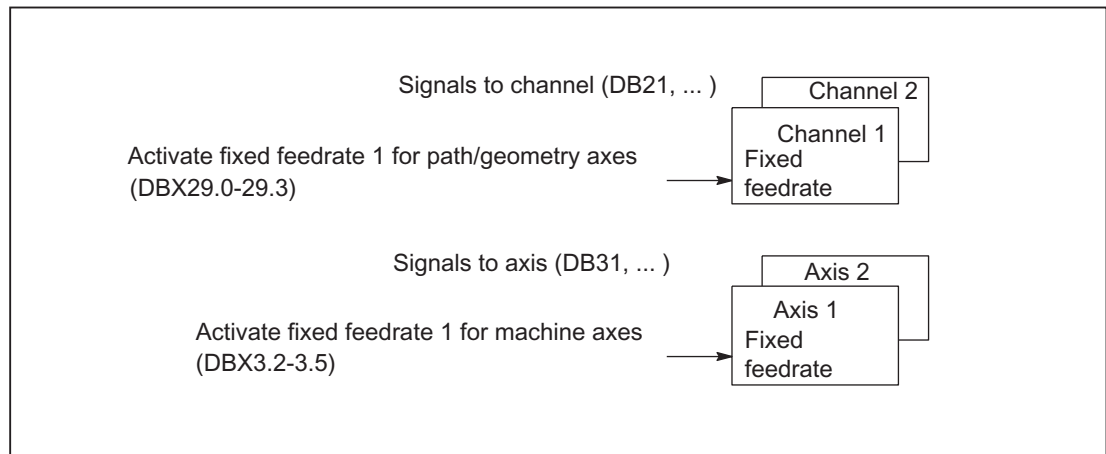 Signals to channel (DB21, ... )
Channel 2
Channel 1
Activate fixed feedrate 1 for path/geometry axes
(DBX29.0-29.3)
Fixed
feedrate
Signals to axis (DB31, ... )
Axis 2
Axis 1
Activate fixed feedrate 1 for machine axes
(DBX3.2-3.5)
Fixed
feedrate